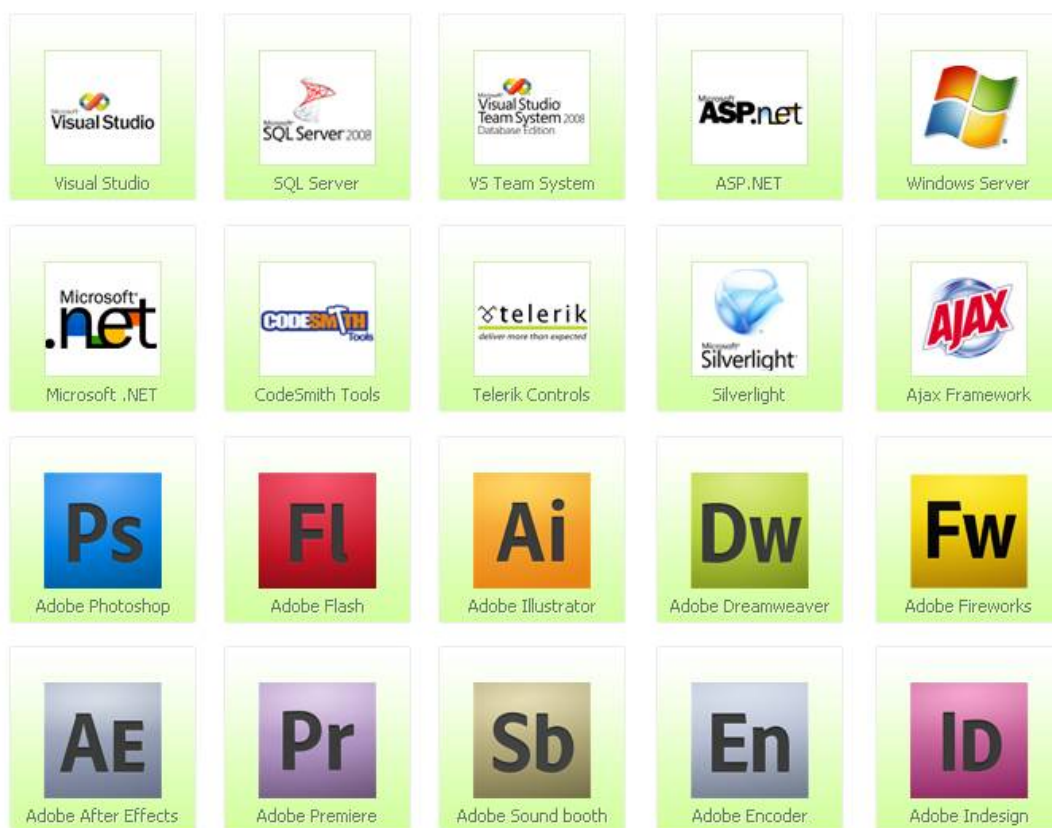 Microsoft
Visual Studio
Visual Studio
Microsoft
SQL Server 2008
SQL Server
Microsoft
Visual Studio
Team System 2008
Database Edition
VS Team System
Microsoft
ASP.net
ASP.NET
Windows Server
Microsoft
.net
Microsoft .NET
CODESMITH
Tools
CodeSmith Tools
telerik
deliver more than expected
Telerik Controls
Microsoft
Silverlight
Silverlight
AJAX
Ajax Framework
Ps
Adobe Photoshop
Fl
Adobe Flash
Ai
Adobe Illustrator
Dw
Adobe Dreamweaver
Fw
Adobe Fireworks
AE
Adobe After Effects
Pr
Adobe Premiere
Sb
Adobe Sound booth
En
Adobe Encoder
ID
Adobe Indesign